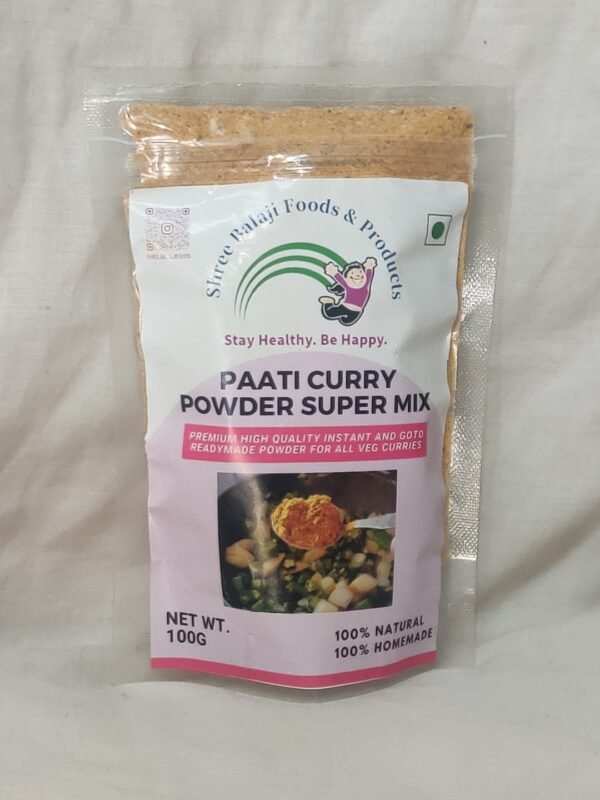 Shree Balaji Foods & Products
Stay Healthy. Be Happy.
PAATI CURRY
POWDER SUPER MIX
PREMIUM HIGH QUALITY INSTANT AND GOTO
READYMADE POWDER FOR ALL VEG CURRIES
NET WT.
100G
100% NATURAL
100% HOMEMADE